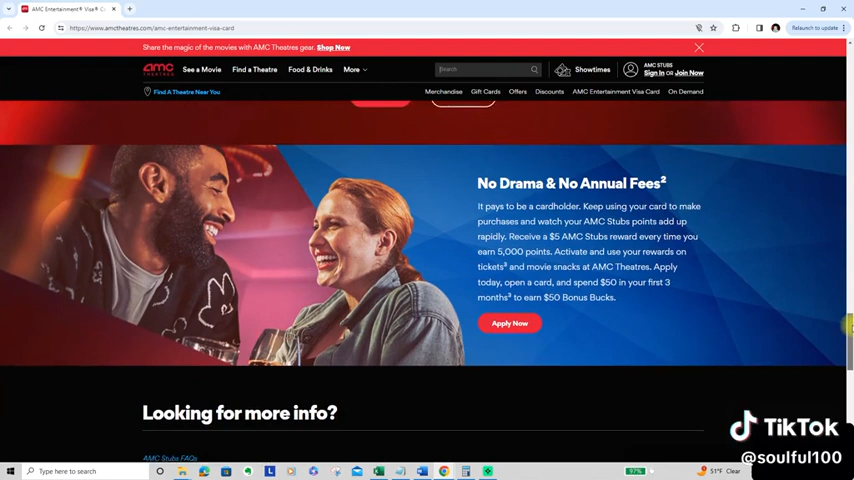 AMC Entertainment Visa® C
https://www.amctheatres.com/amc-entertainment-visa-card
Relaunch to update
Share the magic of the movies with AMC Theatres gear. Shop Now
amc THEATRES
See a Movie
Find a Theatre
Food & Drinks
More
Search
Showtimes
AMC STUBS
Sign In or Join Now
Find A Theatre Near You
Merchandise
Gift Cards
Offers
Discounts
AMC Entertainment Visa Card
On Demand
No Drama & No Annual Fees²
It pays to be a cardholder. Keep using your card to make
purchases and watch your AMC Stubs points add up
rapidly. Receive a $5 AMC Stubs reward every time you
earn 5,000 points. Activate and use your rewards on
tickets³ and movie snacks at AMC Theatres. Apply
today, open a card, and spend $50 in your first 3
months³ to earn $50 Bonus Bucks.
Apply Now
Looking for more info?
AMC Stubs FAQs
TikTok
@soulful100
Type here to search
97%
51°F Clear